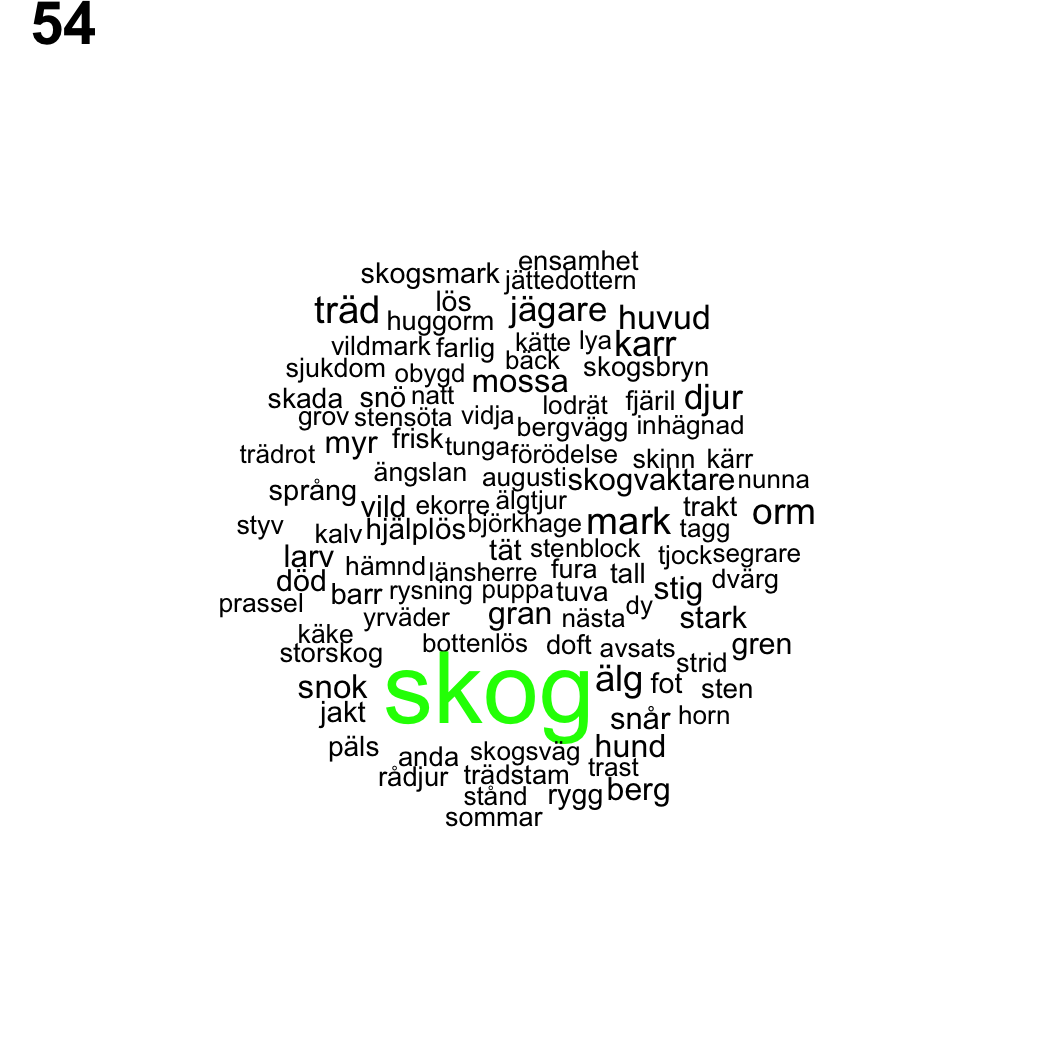 54
ensamhet
skogsmark jättedottern
träd lös jägare huvud
huggorm
vildmark farlig kätte lya karr
sjukdom obygd bäck skogsbryn
mossa
skada snö natt lodrät fjäril djur
grov stensöta vidja bergvägg inhägnad
trädrot myr frisk tunga förödelse skinn kärr
ängslan augusti skogvaktare nunna
språng vild ekorre älgtjur trakt orm
styv kalv hjälplös björkhage mark tagg
larv tät stenblock tjock segrare
död hämnd länsherre fura tall dvärg
prassel barr rysning puppa tuva stig
yrväder gran nästa dy stark
käke bottenlös doft avsats gren
storskog strid
snok skog älg fot sten
jakt snår horn
päls anda skogsväg hund
rådjur trädstam trast
stånd rygg berg
sommar